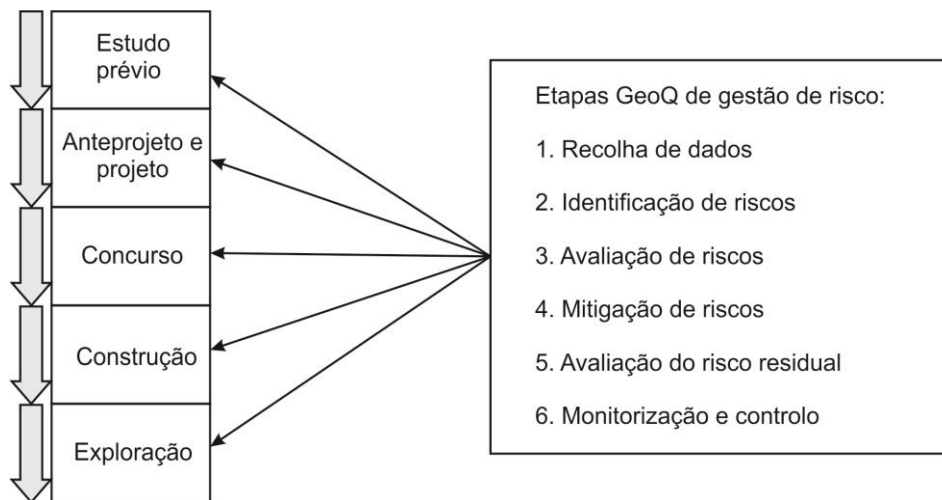 Estudo
prévio
Anteprojeto e
projeto
Concurso
Construção
Exploração
Etapas GeoQ de gestão de risco:
1. Recolha de dados
2. Identificação de riscos
3. Avaliação de riscos
4. Mitigação de riscos
5. Avaliação do risco residual
6. Monitorização e controlo